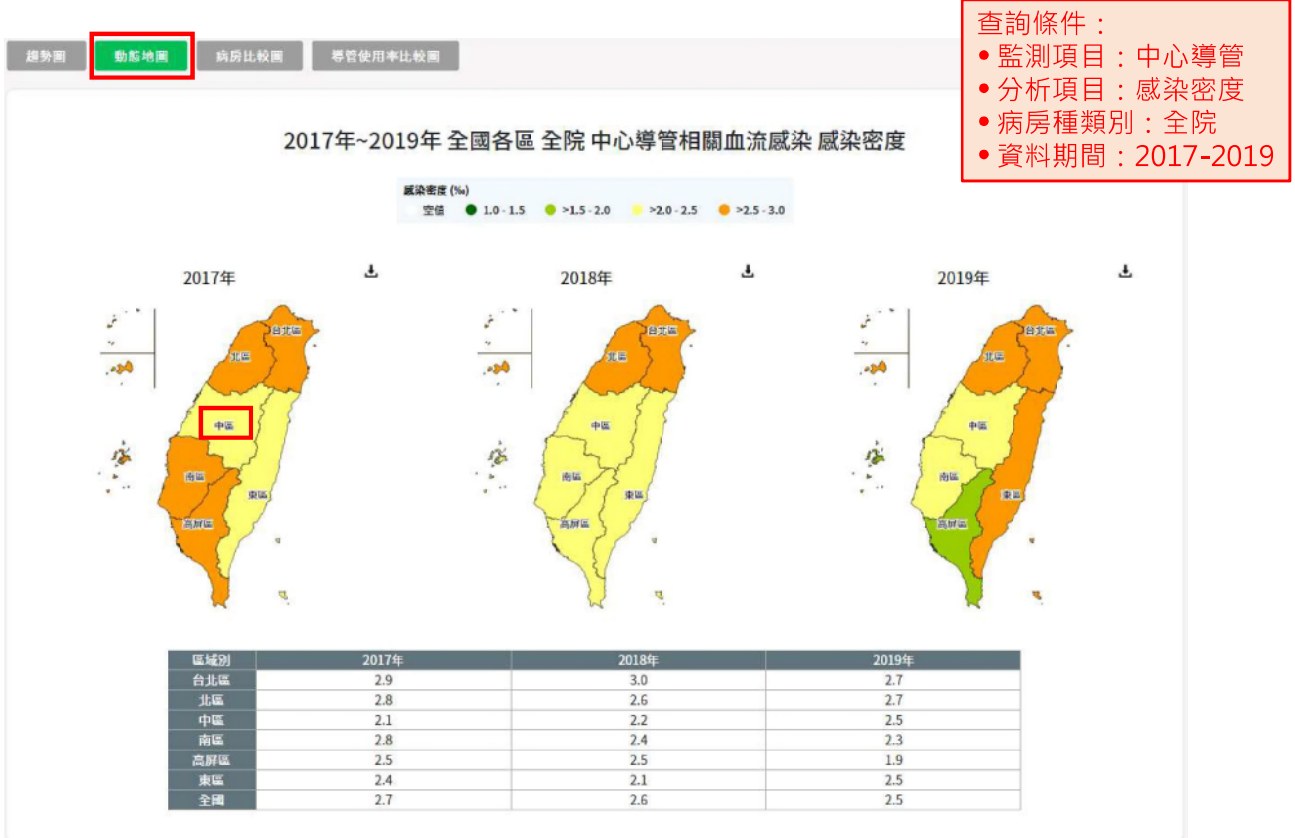 查詢條件：
• 監測項目：中心導管
• 分析項目：感染密度
• 病房種類別：全院
• 資料期間：2017-2019
趨勢圖 動態地圖 病房比較圖 導管使用率比較圖
2017年~2019年 全國各區 全院 中心導管相關血流感染 感染密度
感染密度 (‰)
空值 1.0 - 1.5 >1.5 - 2.0 >2.0 - 2.5 >2.5 - 3.0
2017年
台北區
北區
中區
南區
東區
高屏區
2018年
台北區
北區
中區
南區
東區
高屏區
2019年
台北區
北區
中區
南區
東區
高屏區
區域別 2017年 2018年 2019年
台北區 2.9 3.0 2.7
北區 2.8 2.6 2.7
中區 2.1 2.2 2.5
南區 2.8 2.4 2.3
高屏區 2.5 2.5 1.9
東區 2.4 2.1 2.5
全國 2.7 2.6 2.5